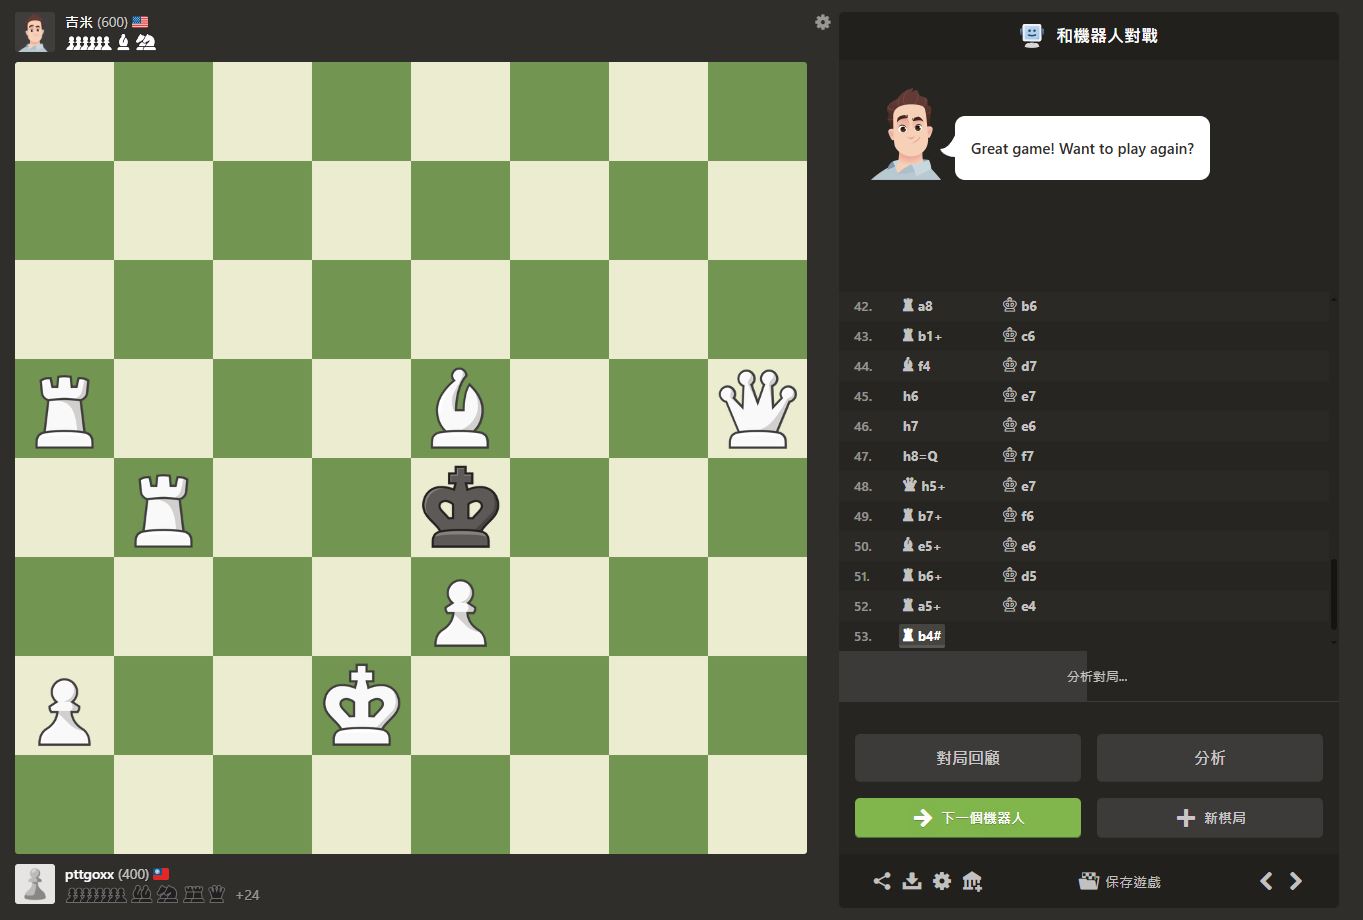 吉米 (600)
和機器人對戰
Great game! Want to play again?
42. a8 b6
43. b1+ c6
44. f4 d7
45. h6 e7
46. h7 e6
47. h8=Q f7
48. h5+ e7
49. b7+ f6
50. e5+ e6
51. b6+ d5
52. a5+ e4
53. b4#
分析對局...
對局回顧
分析
下一個機器人
新棋局
保存遊戲
pttgoxx (400)
+24